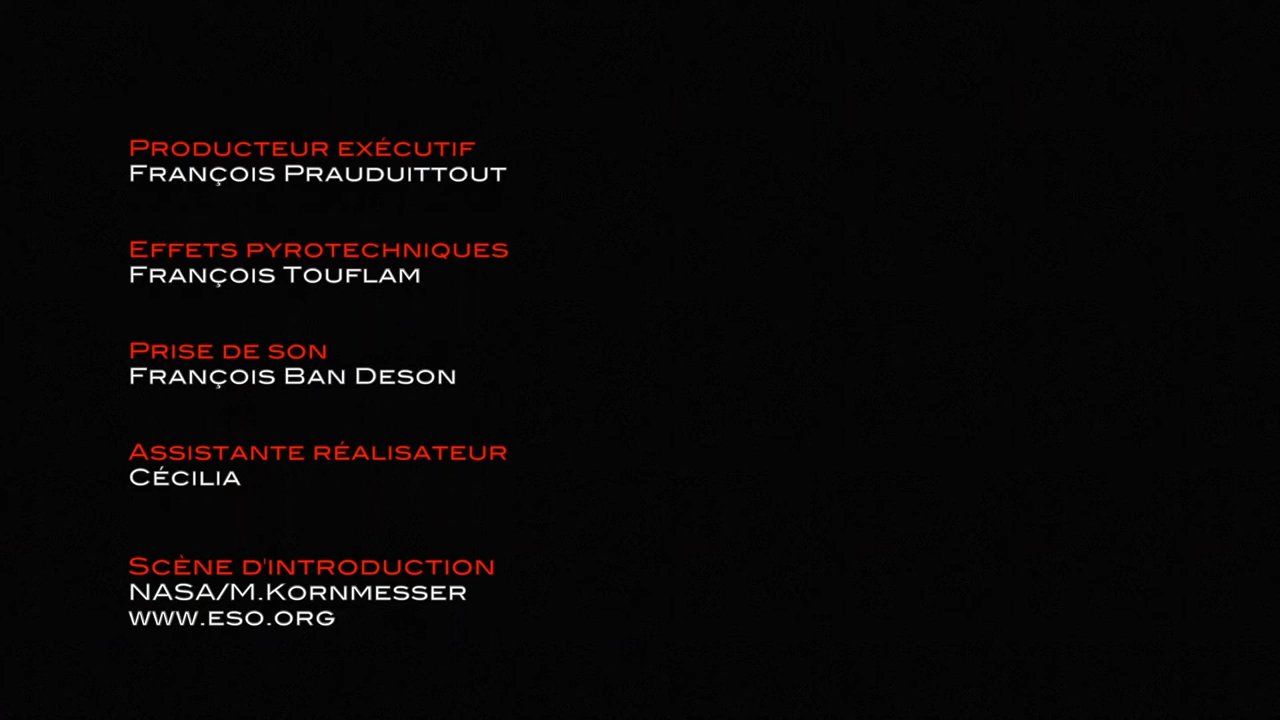 Producteur exécutif
François Prauduittout
Effets pyrotechniques
François Touflam
Prise de son
François Ban Deson
Assistante réalisateur
Cécilia
Scène d'introduction
NASA/M.Kornmesser
www.eso.org